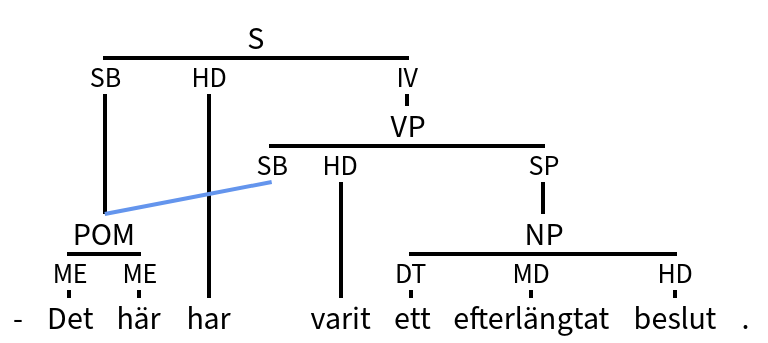 S
SB HD IV
VP
SB HD SP
POM NP
ME ME DT MD HD
- Det här har varit ett efterlängtat beslut .